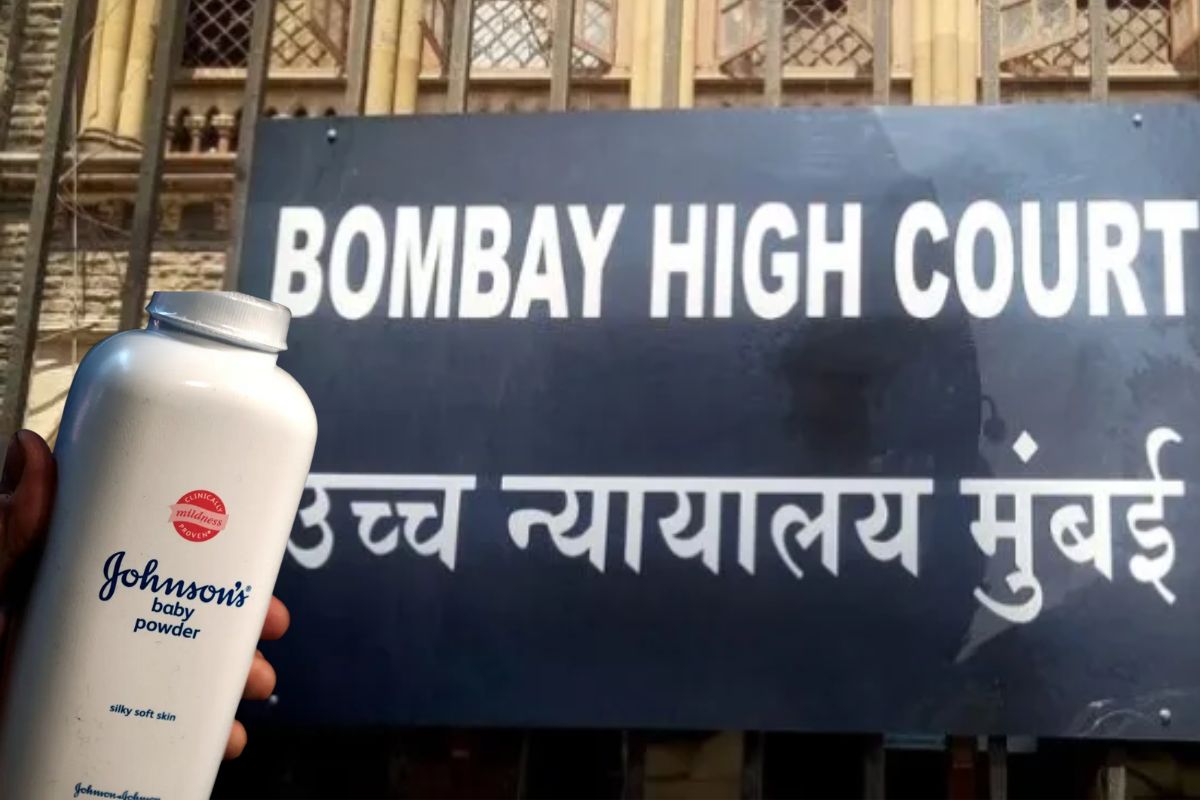 BOMBAY HIGH COURT
उच्च न्यायालय मुंबई
CLINICALLY
mildness
PROVEN
Johnson's®
baby
powder
silky soft skin
Johnson & Johnson